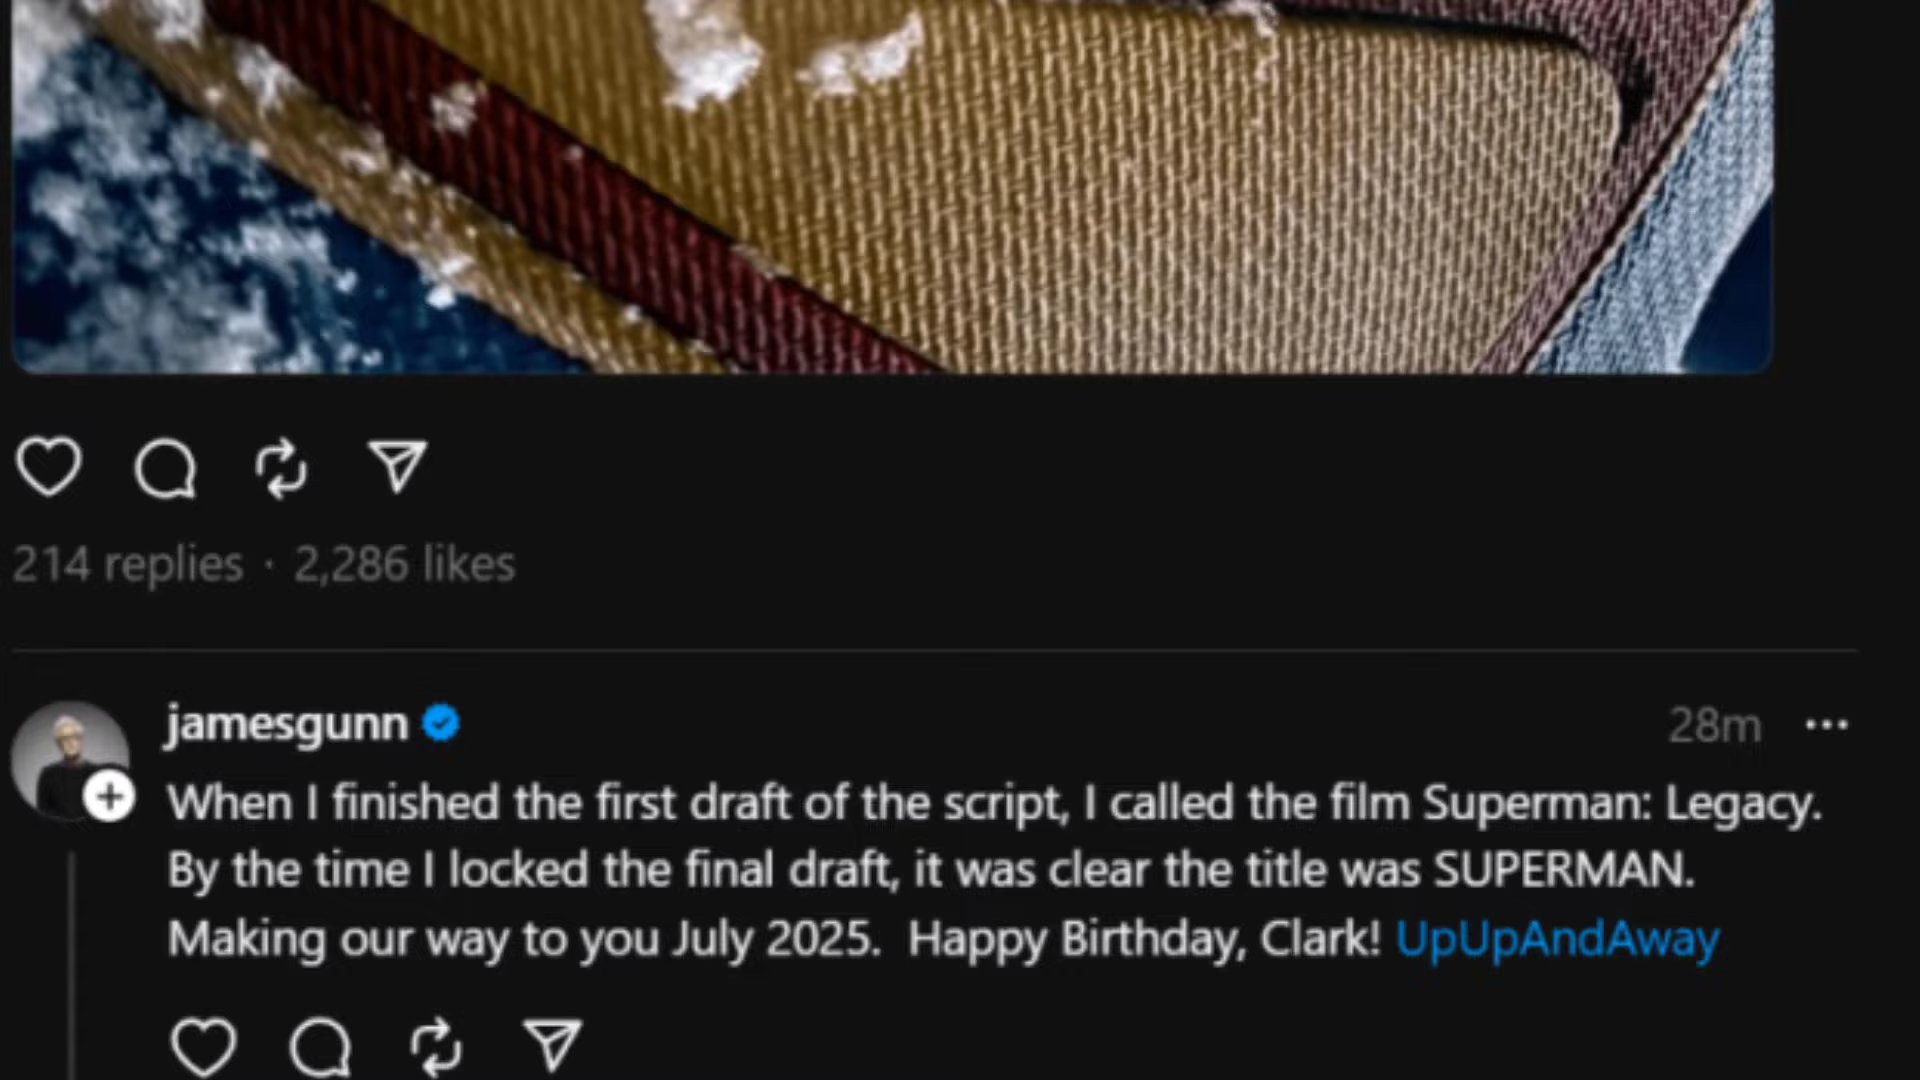 214 replies · 2,286 likes
jamesgunn 28m
When I finished the first draft of the script, I called the film Superman: Legacy.
By the time I locked the final draft, it was clear the title was SUPERMAN.
Making our way to you July 2025.  Happy Birthday, Clark! UpUpAndAway